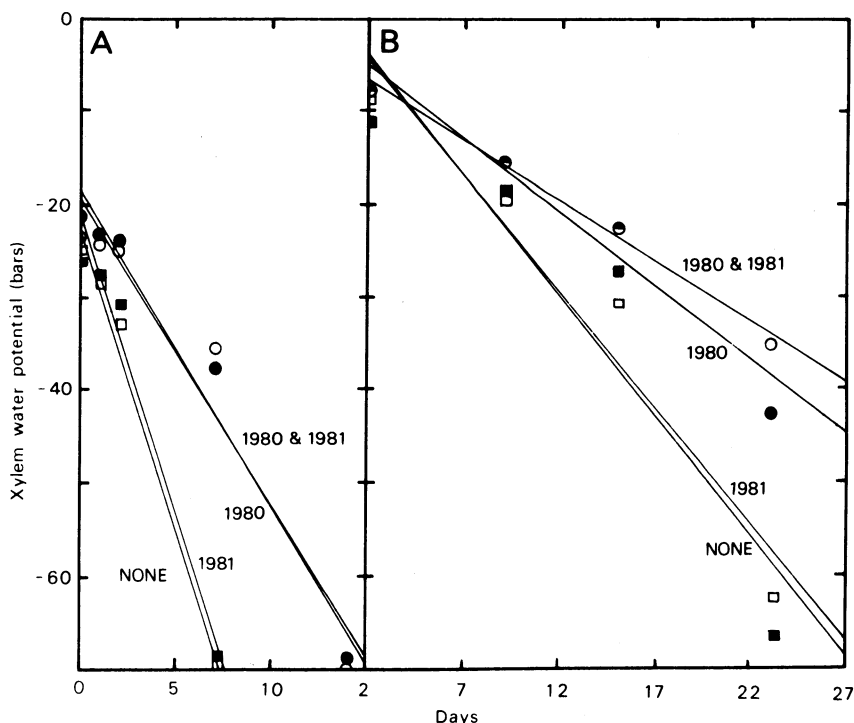 A
B
0
-20
-40
-60
Xylem water potential (bars)
1980 & 1981
1980
1981
NONE
1980 & 1981
1980
1981
NONE
0 5 10 2 7 12 17 22 27
Days